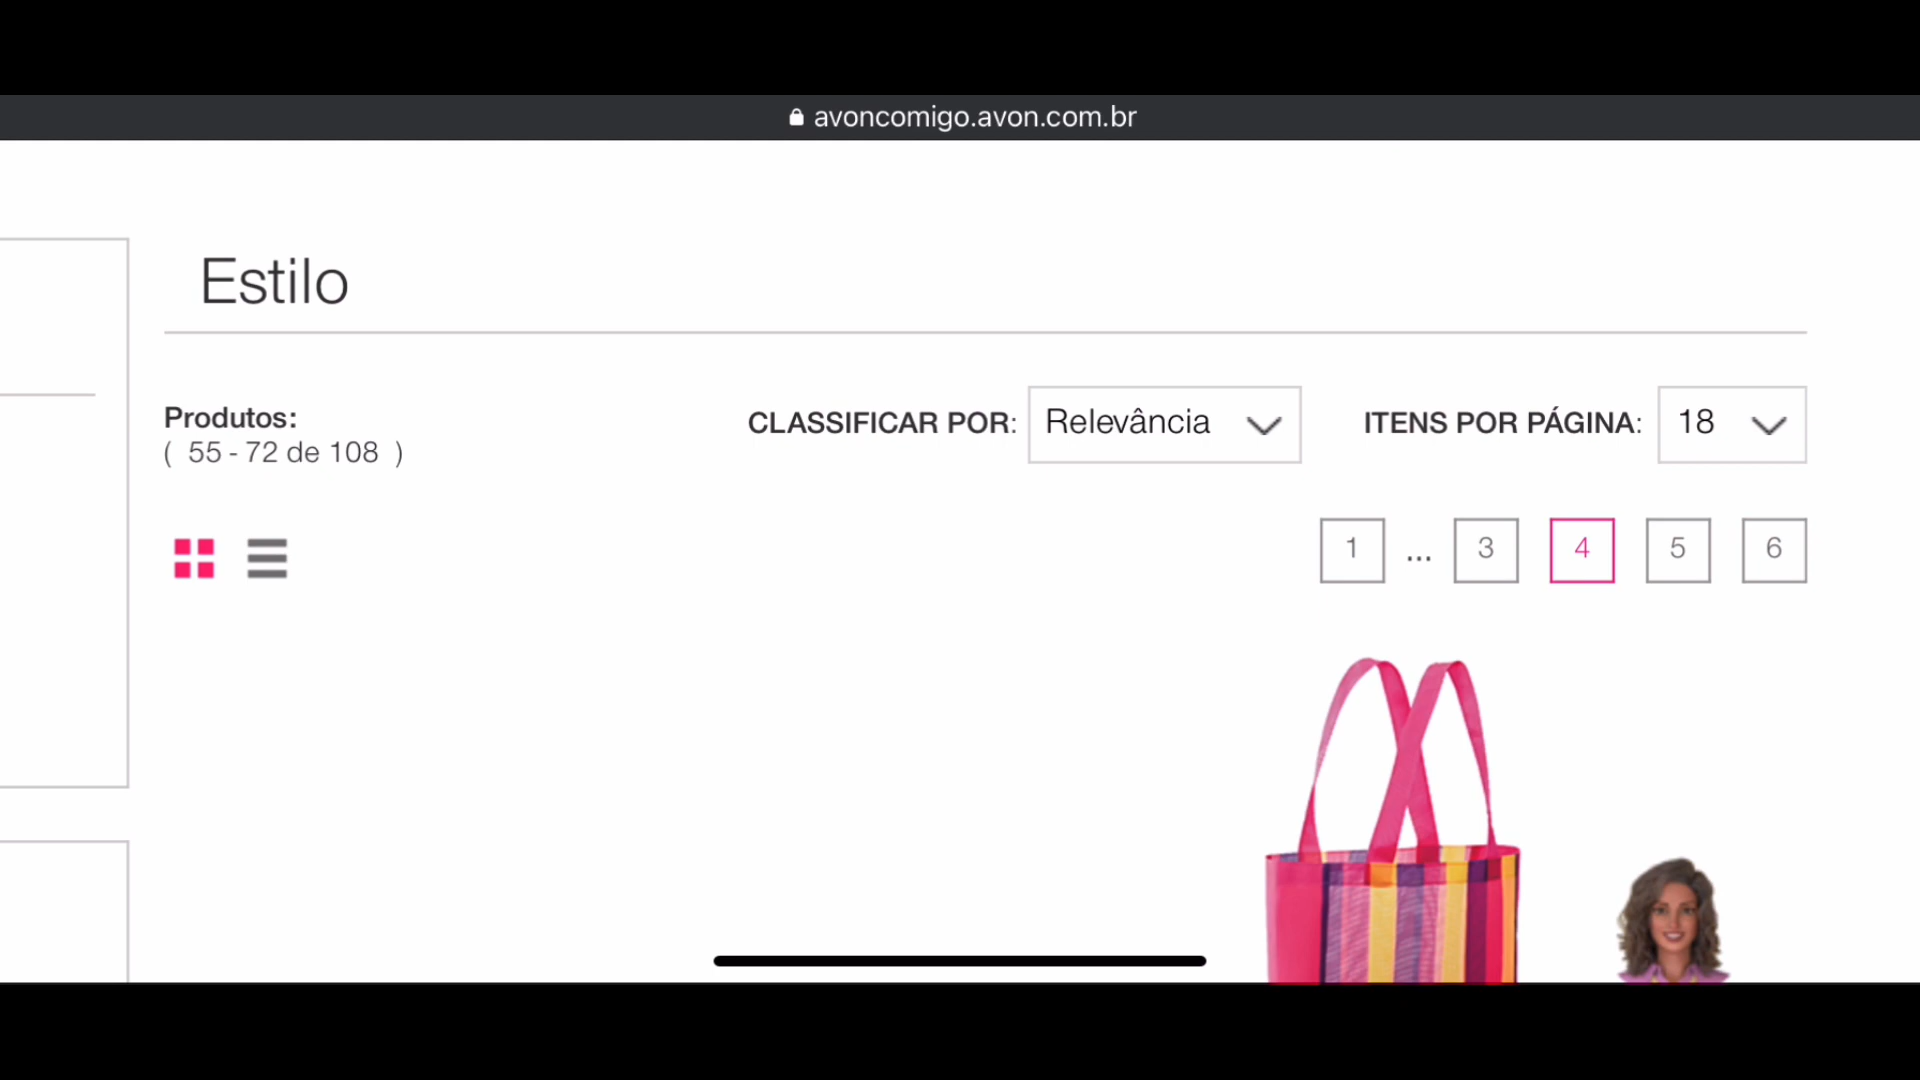 avoncomigo.avon.com.br
Estilo
Produtos:
( 55 - 72 de 108 )
CLASSIFICAR POR: Relevância
ITENS POR PÁGINA: 18
1 ... 3 4 5 6